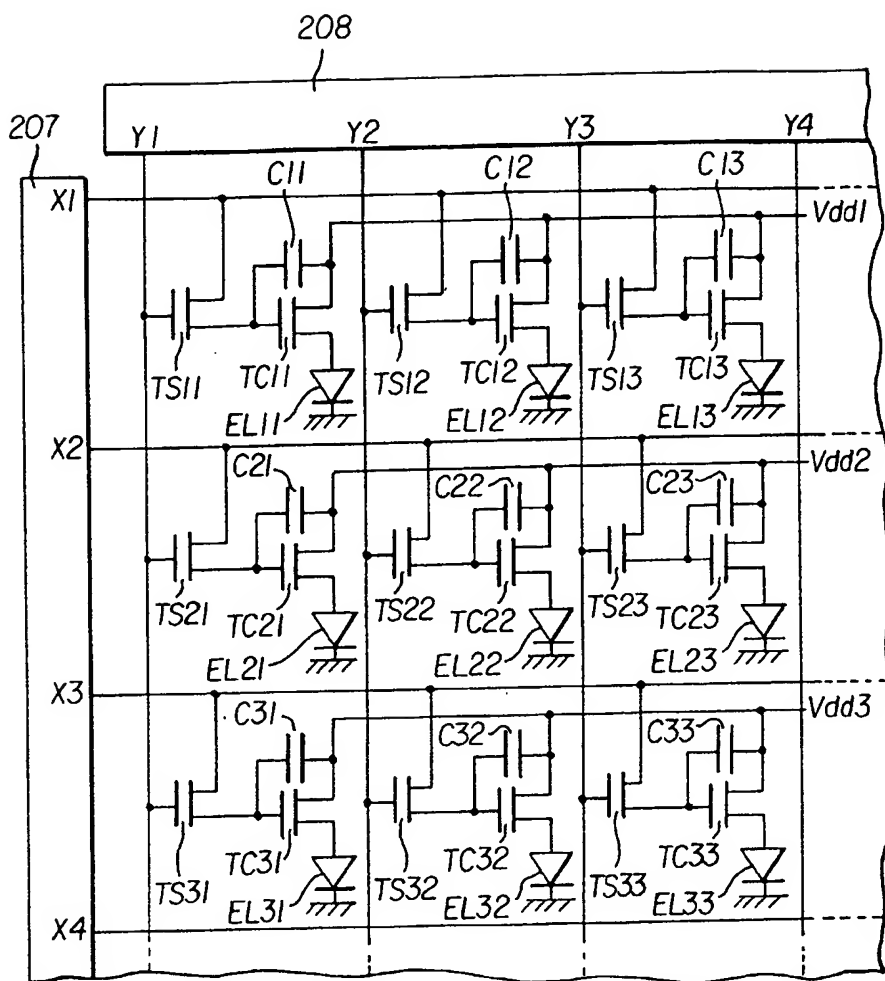 208
207
Y1 Y2 Y3 Y4
C11 C12 C13
X1
Vdd1
TS11 TC11 TS12 TC12 TS13 TC13
EL11 EL12 EL13
X2
C21 C22 C23 Vdd2
TS21 TC21 TS22 TC22 TS23 TC23
EL21 EL22 EL23
X3
C31 C32 C33 Vdd3
TS31 TC31 TS32 TC32 TS33 TC33
EL31 EL32 EL33
X4